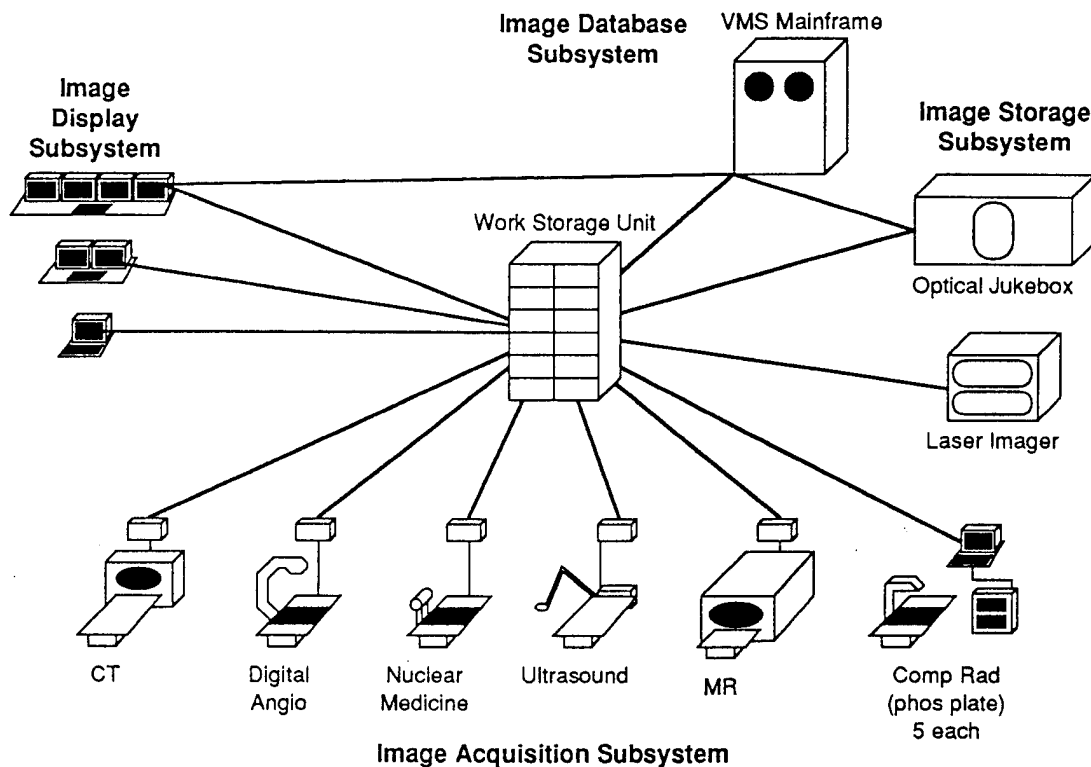 Image Database
Subsystem
VMS Mainframe
Image
Display
Subsystem
Image Storage
Subsystem
Work Storage Unit
Optical Jukebox
Laser Imager
CT
Digital
Angio
Nuclear
Medicine
Ultrasound
MR
Comp Rad
(phos plate)
5 each
Image Acquisition Subsystem